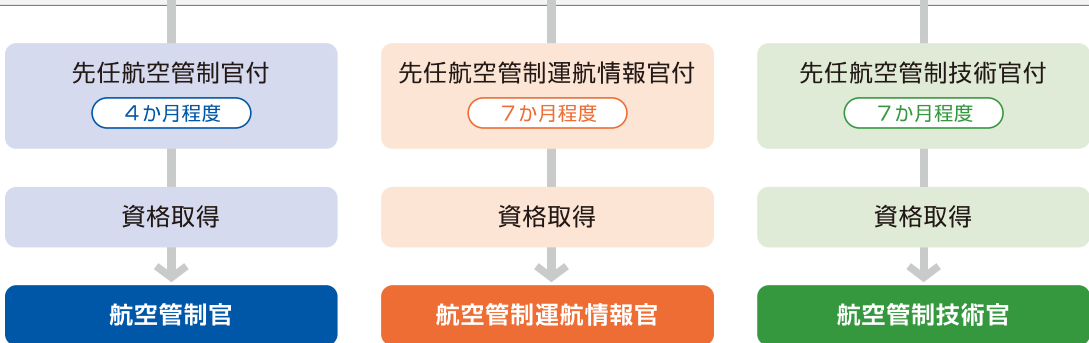 先任航空管制官付
4か月程度
資格取得
航空管制官
先任航空管制運航情報官付
7か月程度
資格取得
航空管制運航情報官
先任航空管制技術官付
7か月程度
資格取得
航空管制技術官